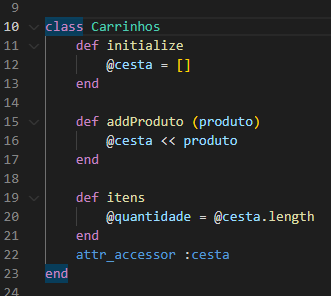 9
10 class Carrinhos
11     def initialize
12         @cesta = []
13     end
14
15     def addProduto (produto)
16         @cesta << produto
17     end
18
19     def itens
20         @quantidade = @cesta.length
21     end
22     attr_accessor :cesta
23 end
24